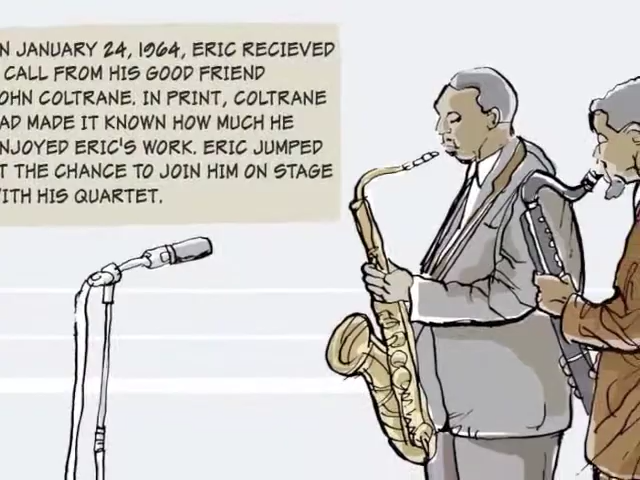 N JANUARY 24, 1964, ERIC RECIEVED
CALL FROM HIS GOOD FRIEND
OHN COLTRANE. IN PRINT, COLTRANE
AD MADE IT KNOWN HOW MUCH HE
NJOYED ERIC'S WORK. ERIC JUMPED
T THE CHANCE TO JOIN HIM ON STAGE
ITH HIS QUARTET.